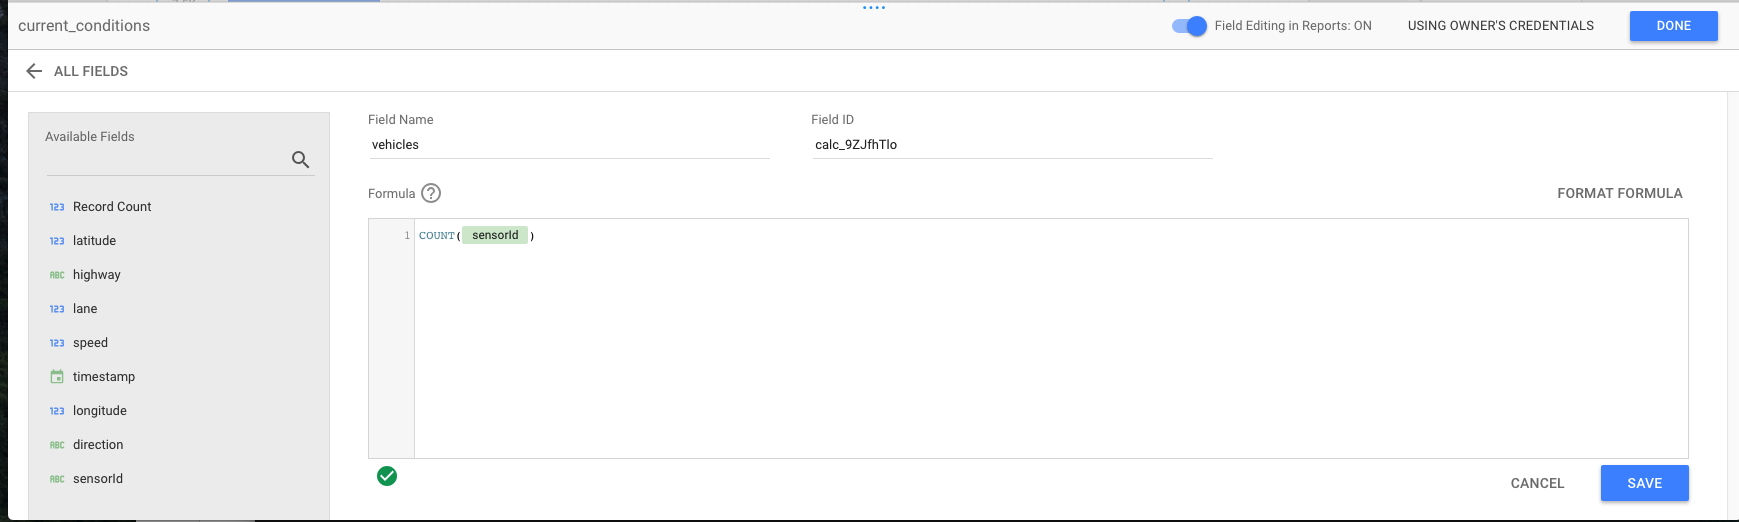 current_conditions
Field Editing in Reports: ON
USING OWNER'S CREDENTIALS
DONE
ALL FIELDS
Available Fields
123 Record Count
123 latitude
ABC highway
123 lane
123 speed
timestamp
123 longitude
ABC direction
ABC sensorId
Field Name
vehicles
Field ID
calc_9ZJfhTlo
Formula ?
FORMAT FORMULA
1 COUNT( sensorId )
CANCEL
SAVE